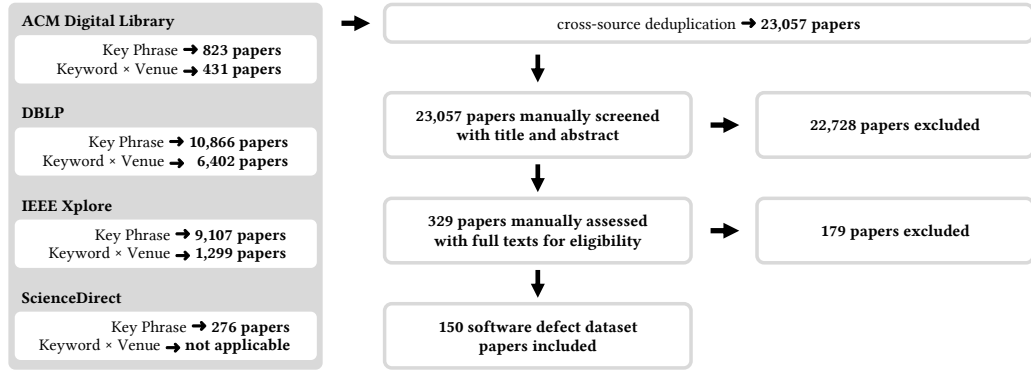 ACM Digital Library
Key Phrase ➔ 823 papers
Keyword × Venue ➔ 431 papers
DBLP
Key Phrase ➔ 10,866 papers
Keyword × Venue ➔ 6,402 papers
IEEE Xplore
Key Phrase ➔ 9,107 papers
Keyword × Venue ➔ 1,299 papers
ScienceDirect
Key Phrase ➔ 276 papers
Keyword × Venue ➔ not applicable
cross-source deduplication ➔ 23,057 papers
23,057 papers manually screened
with title and abstract
22,728 papers excluded
329 papers manually assessed
with full texts for eligibility
179 papers excluded
150 software defect dataset
papers included